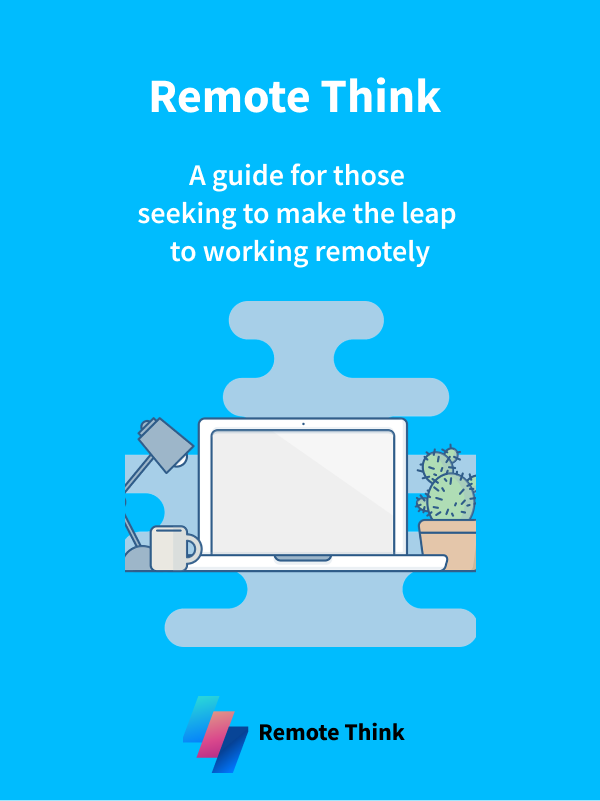 Remote Think
A guide for those
seeking to make the leap
to working remotely
Remote Think